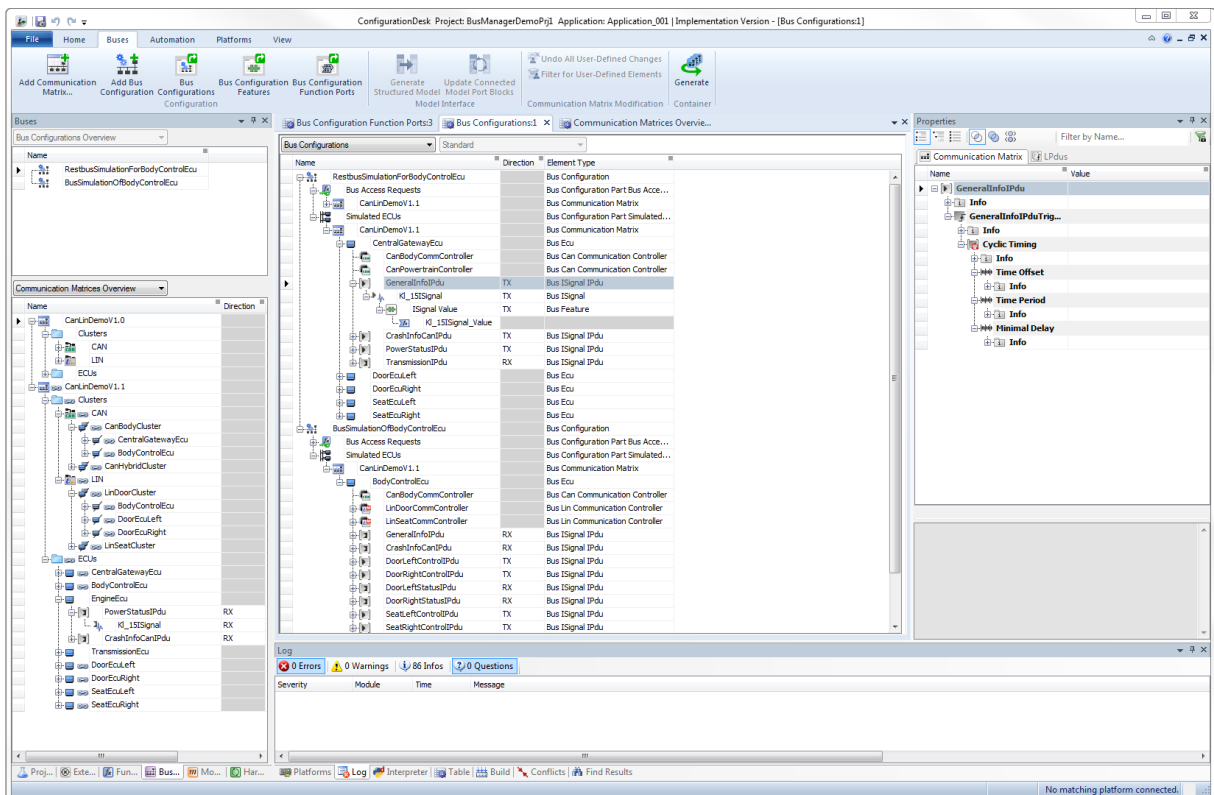 ConfigurationDesk Project: BusManagerDemoPrj1 Application: Application_001 | Implementation Version - [Bus Configurations:1]
File Home Buses Automation Platforms View
Add Communication Matrix...
Add Bus Configuration
Bus Configurations
Bus Configuration Features
Bus Configuration Function Ports
Configuration
Generate Structured Model
Update Connected Model Port Blocks
Model Interface
Undo All User-Defined Changes
Filter for User-Defined Elements
Communication Matrix Modification
Generate
Container
Buses
Bus Configurations Overview
Name
RestbusSimulationForBodyControlEcu
BusSimulationOfBodyControlEcu
Communication Matrices Overview
Name Direction
CanLinDemoV1.0
Clusters
CAN
LIN
ECUs
CanLinDemoV1.1
Clusters
CAN
CanBodyCluster
CentralGatewayEcu
BodyControlEcu
CanHybridCluster
LIN
LinDoorCluster
BodyControlEcu
DoorEcuLeft
DoorEcuRight
LinSeatCluster
ECUs
CentralGatewayEcu
BodyControlEcu
EngineEcu
PowerStatusIPdu RX
Kl_15ISignal RX
CrashInfoCanIPdu RX
TransmissionEcu
DoorEcuLeft
DoorEcuRight
SeatEcuLeft
SeatEcuRight
Bus Configuration Function Ports:3 Bus Configurations:1 Communication Matrices Overvie...
Bus Configurations Standard
Name Direction Element Type
RestbusSimulationForBodyControlEcu Bus Configuration
Bus Access Requests Bus Configuration Part Bus Acce...
CanLinDemoV1.1 Bus Communication Matrix
Simulated ECUs Bus Configuration Part Simulated...
CanLinDemoV1.1 Bus Communication Matrix
CentralGatewayEcu Bus Ecu
CanBodyCommController Bus Can Communication Controller
CanPowertrainController Bus Can Communication Controller
GeneralInfoIPdu TX Bus ISignal IPdu
Kl_15ISignal TX Bus ISignal
ISignal Value TX Bus Feature
Kl_15ISignal_Value
CrashInfoCanIPdu TX Bus ISignal IPdu
PowerStatusIPdu TX Bus ISignal IPdu
TransmissionIPdu RX Bus ISignal IPdu
DoorEcuLeft Bus Ecu
DoorEcuRight Bus Ecu
SeatEcuLeft Bus Ecu
SeatEcuRight Bus Ecu
BusSimulationOfBodyControlEcu Bus Configuration
Bus Access Requests Bus Configuration Part Bus Acce...
Simulated ECUs Bus Configuration Part Simulated...
CanLinDemoV1.1 Bus Communication Matrix
BodyControlEcu Bus Ecu
CanBodyCommController Bus Can Communication Controller
LinDoorCommController Bus Lin Communication Controller
LinSeatCommController Bus Lin Communication Controller
GeneralInfoIPdu RX Bus ISignal IPdu
CrashInfoCanIPdu RX Bus ISignal IPdu
DoorLeftControlIPdu TX Bus ISignal IPdu
DoorRightControlIPdu TX Bus ISignal IPdu
DoorLeftStatusIPdu RX Bus ISignal IPdu
DoorRightStatusIPdu RX Bus ISignal IPdu
SeatLeftControlIPdu TX Bus ISignal IPdu
SeatRightControlIPdu TX Bus ISignal IPdu
Properties
Filter by Name...
Communication Matrix LPdus
Name Value
GeneralInfoIPdu
Info
GeneralInfoIPduTrig...
Info
Cyclic Timing
Info
Time Offset
Info
Time Period
Info
Minimal Delay
Info
Log
0 Errors 0 Warnings 86 Infos 0 Questions
Severity Module Time Message
Proj... Exte... Fun... Bus... Mo... Har...
Platforms Log Interpreter Table Build Conflicts Find Results
No matching platform connected.